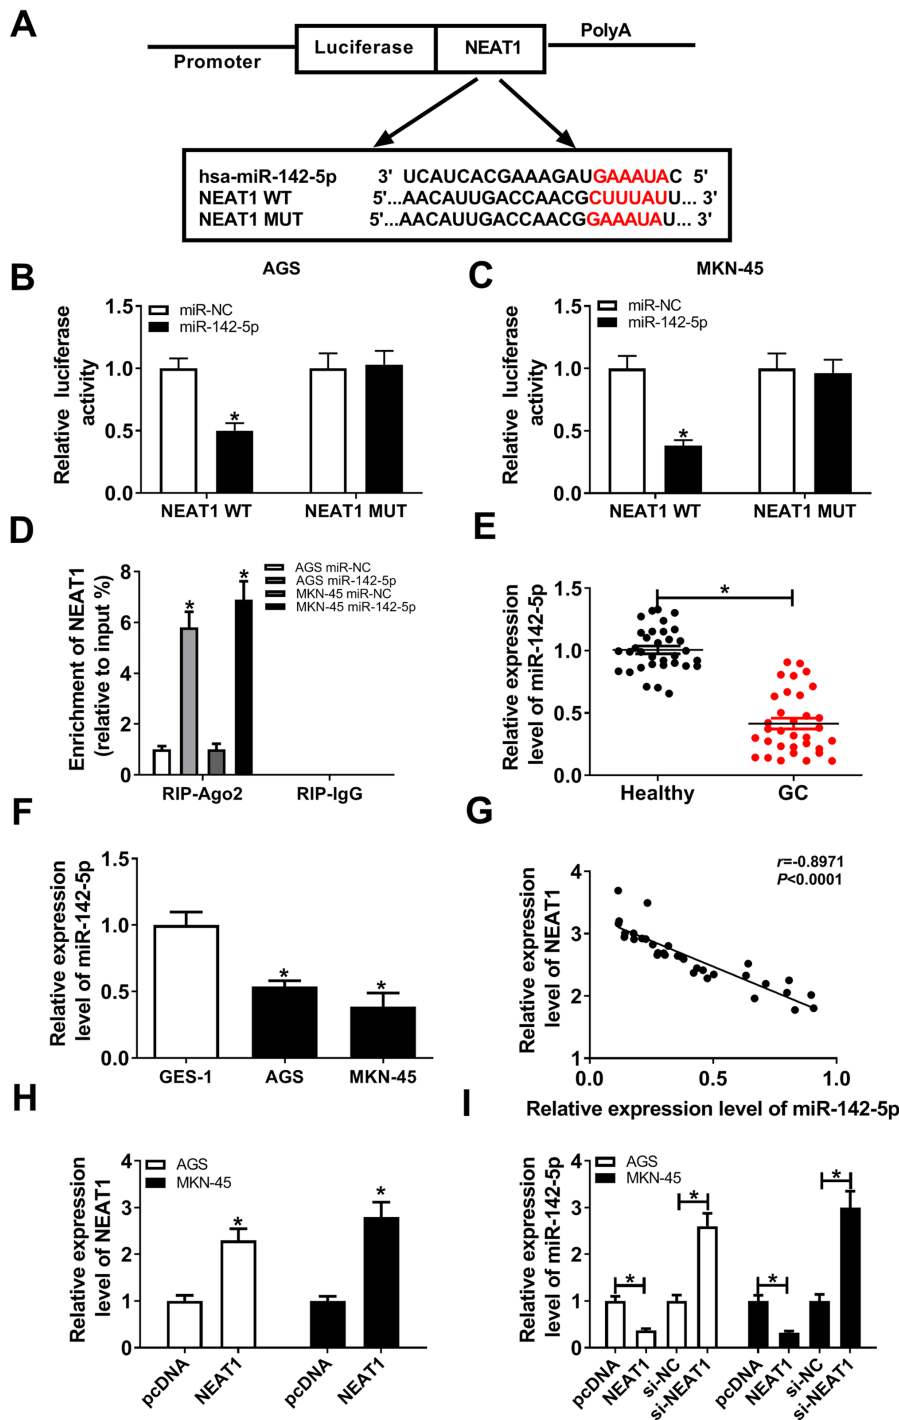 A
Promoter
Luciferase
NEAT1
PolyA
hsa-miR-142-5p 3' UCAUCACGAAAGAUGAAAUAC 5'
NEAT1 WT 5'...AACAUUGACCAACGCUUUAUU... 3'
NEAT1 MUT 5'...AACAUUGACCAACGGAAAUAU... 3'
B
AGS
Relative luciferase
activity
1.5
1.0
0.5
0.0
miR-NC
miR-142-5p
*
NEAT1 WT
NEAT1 MUT
C
MKN-45
Relative luciferase
activity
1.5
1.0
0.5
0.0
miR-NC
miR-142-5p
*
NEAT1 WT
NEAT1 MUT
D
Enrichment of NEAT1
(relative to input %)
8
6
4
2
0
AGS miR-NC
AGS miR-142-5p
MKN-45 miR-NC
MKN-45 miR-142-5p
*
*
RIP-Ago2
RIP-IgG
E
Relative expression
level of miR-142-5p
1.5
1.0
0.5
0.0
*
Healthy
GC
F
Relative expression
level of miR-142-5p
1.5
1.0
0.5
0.0
*
*
GES-1
AGS
MKN-45
G
Relative expression
level of NEAT1
4
3
2
1
r=-0.8971
P<0.0001
0.0
0.5
1.0
Relative expression level of miR-142-5p
H
Relative expression
level of NEAT1
4
3
2
1
0
AGS
MKN-45
*
*
pcDNA
NEAT1
pcDNA
NEAT1
I
Relative expression
level of miR-142-5p
4
3
2
1
0
AGS
MKN-45
*
*
*
*
pcDNA
NEAT1
si-NC
si-NEAT1
pcDNA
NEAT1
si-NC
si-NEAT1